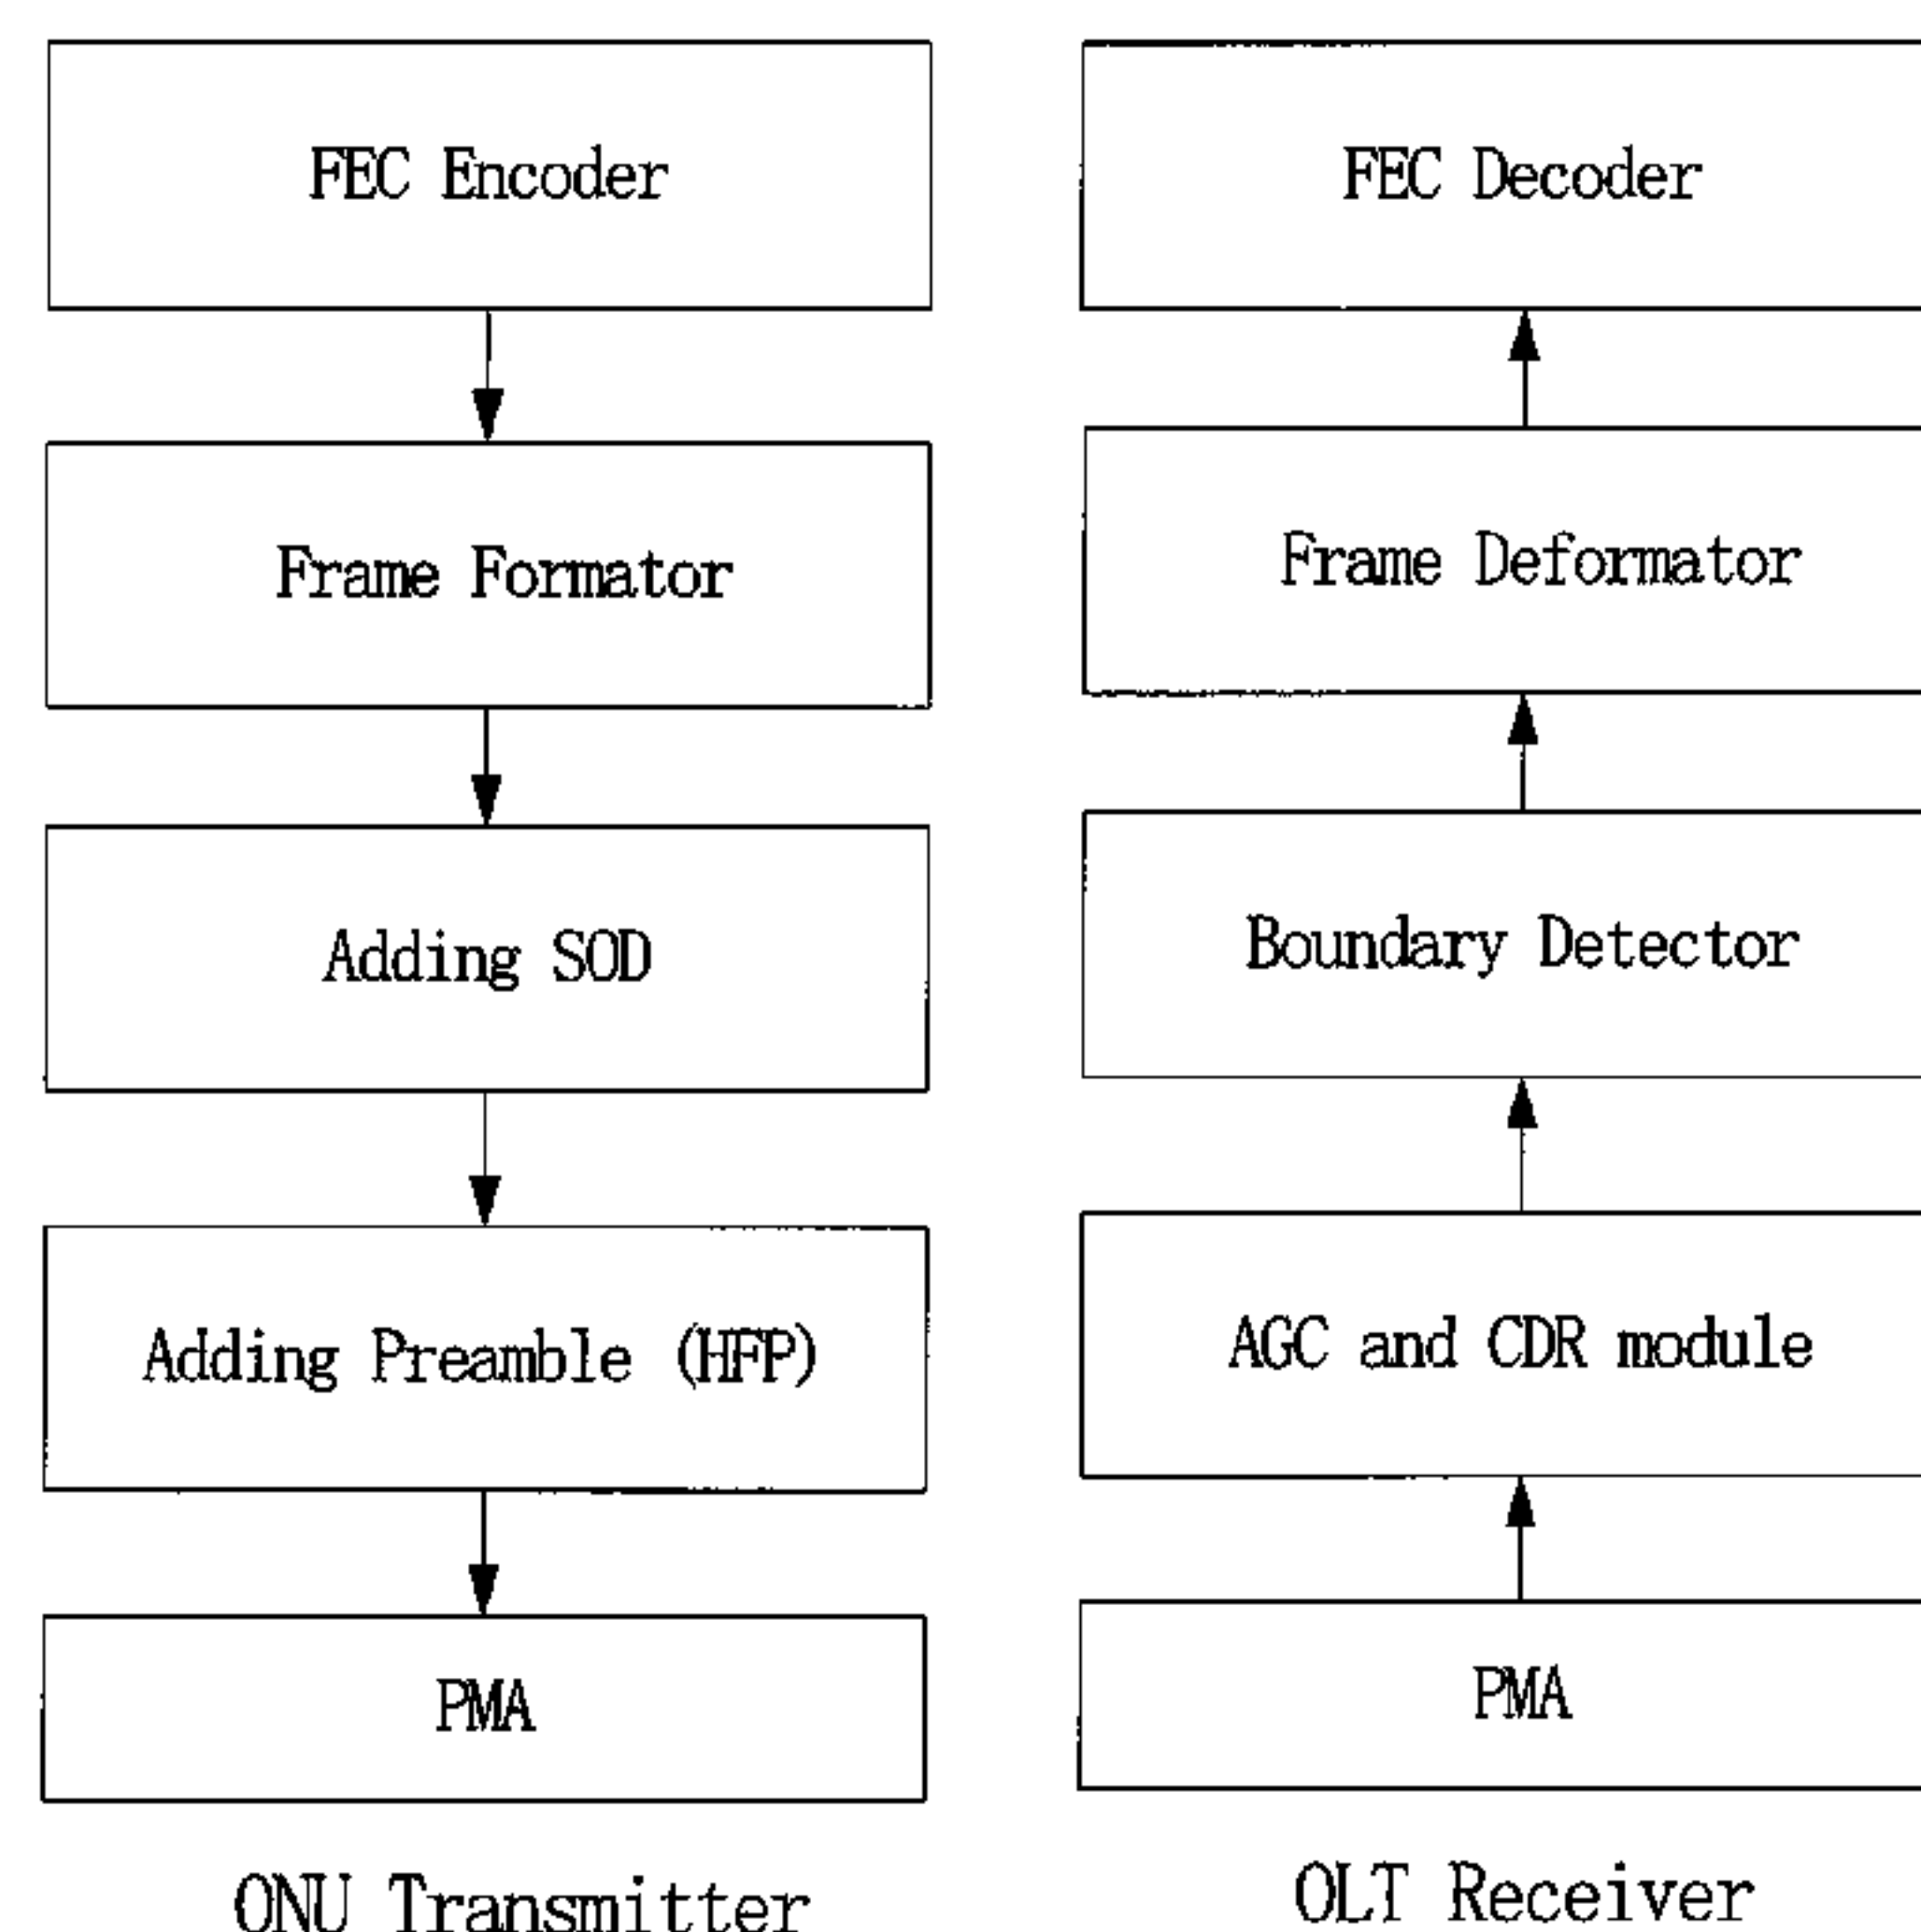 FEC Encoder
Frame Formator
Adding SOD
Adding Preamble (HFP)
PMA
ONU Transmitter
FEC Decoder
Frame Deformator
Boundary Detector
AGC and CDR module
PMA
OLT Receiver